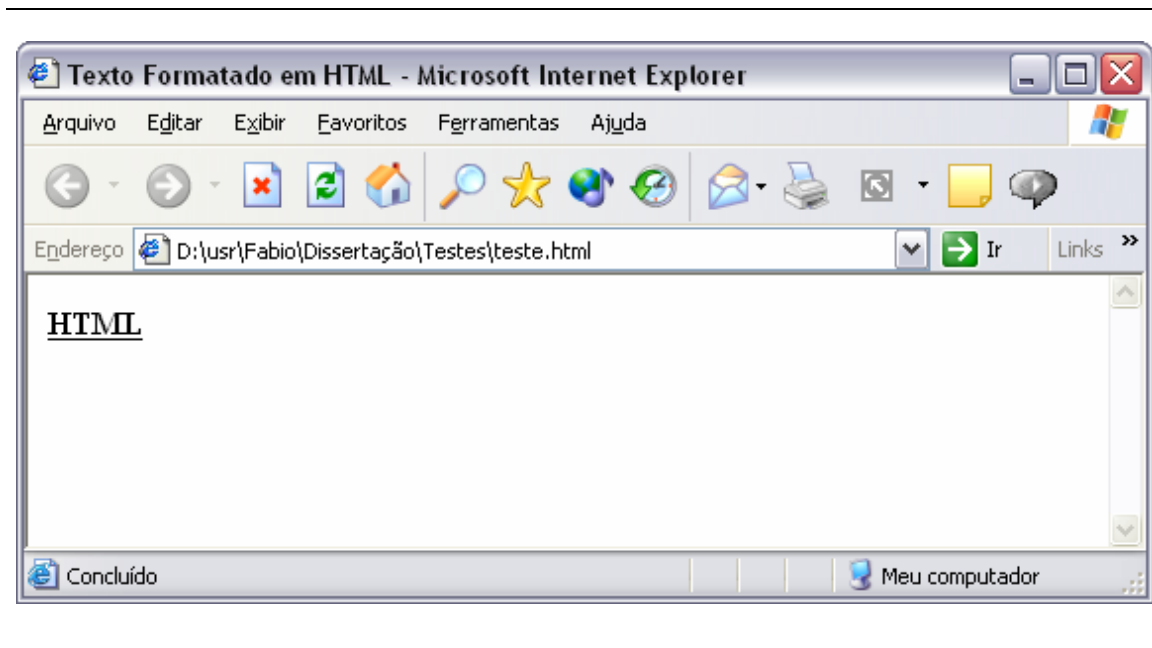 Texto Formatado em HTML - Microsoft Internet Explorer
Arquivo Editar Exibir Favoritos Ferramentas Ajuda
Endereço D:\usr\Fabio\Dissertação\Testes\teste.html Ir Links »
HTML
Concluído Meu computador